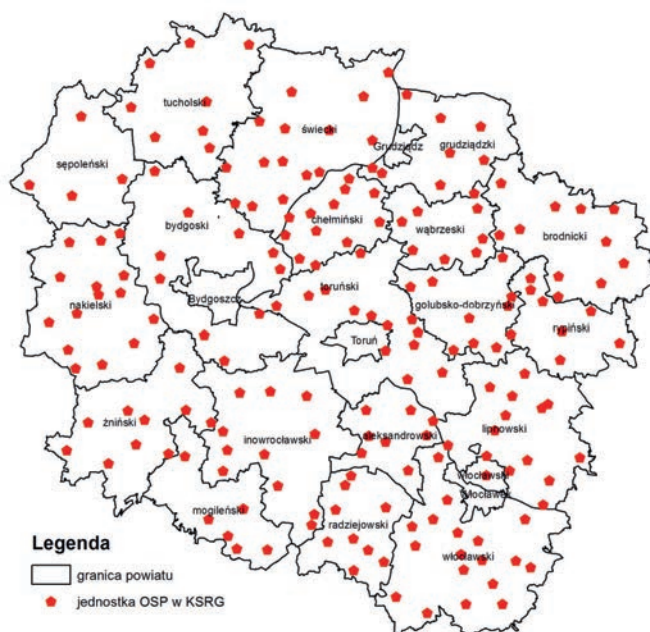 tucholski
świecki
Grudziądz
grudziądzki
sępoleński
bydgoski
chełmiński
wąbrzeski
brodnicki
nakielski
Bydgoszcz
toruński
golubsko-dobrzyński
Toruń
rypiński
żniński
inowrocławski
aleksandrowski
lipnowski
włocławski
Włocławek
mogileński
radziejowski
włocławski
Legenda
granica powiatu
jednostka OSP w KSRG